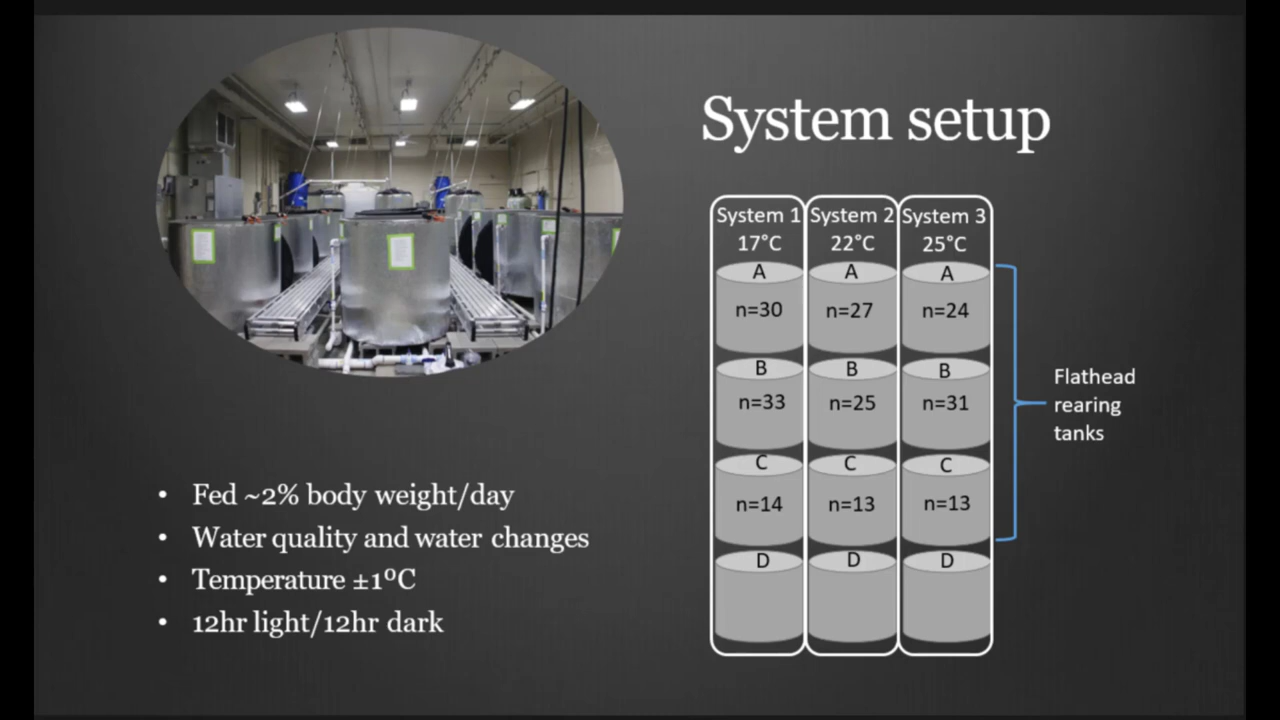 System setup
System 1
17°C
A
n=30
B
n=33
C
n=14
D
System 2
22°C
A
n=27
B
n=25
C
n=13
D
System 3
25°C
A
n=24
B
n=31
C
n=13
D
Flathead
rearing
tanks
• Fed ~2% body weight/day
• Water quality and water changes
• Temperature ±1ºC
• 12hr light/12hr dark